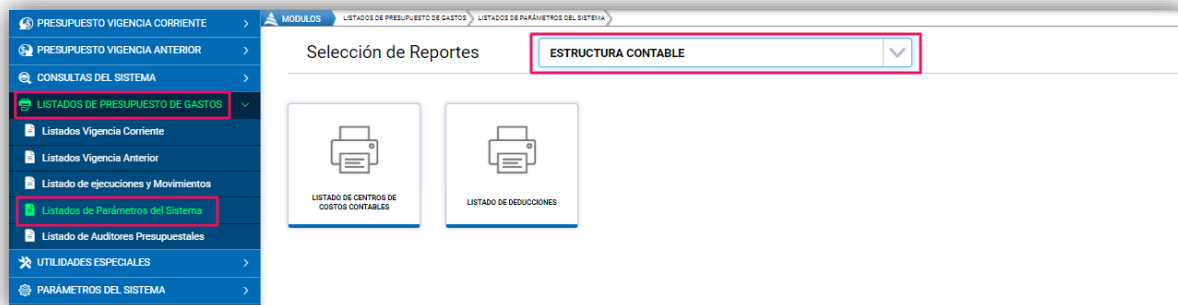 PRESUPUESTO VIGENCIA CORRIENTE
PRESUPUESTO VIGENCIA ANTERIOR
CONSULTAS DEL SISTEMA
LISTADOS DE PRESUPUESTO DE GASTOS
Listados Vigencia Corriente
Listados Vigencia Anterior
Listado de ejecuciones y Movimientos
Listados de Parámetros del Sistema
Listado de Auditores Presupuestales
UTILIDADES ESPECIALES
PARÁMETROS DEL SISTEMA
MODULOS LISTADOS DE PRESUPUESTO DE GASTOS LISTADOS DE PARÁMETROS DEL SISTEMA
Selección de Reportes ESTRUCTURA CONTABLE
LISTADO DE CENTROS DE
COSTOS CONTABLES
LISTADO DE DEDUCCIONES